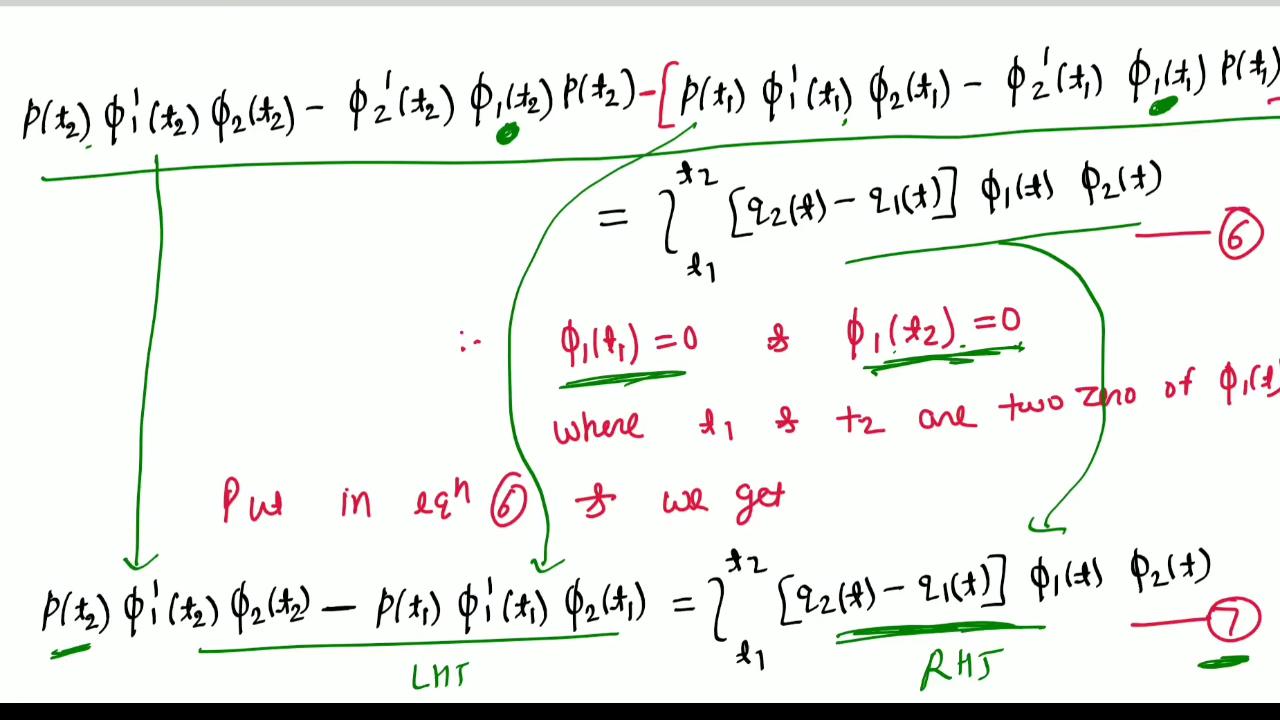 p(t₂) ϕ₁'(t₂) ϕ₂(t₂) − ϕ₂'(t₂) ϕ₁(t₂) p(t₂) − [p(t₁) ϕ₁'(t₁) ϕ₂(t₁) − ϕ₂'(t₁) ϕ₁(t₁) p(t₁)
= ∫_{t₁}^{t₂} [q₂(t) − q₁(t)] ϕ₁(t) ϕ₂(t) — ⑥
∵ ϕ₁(t₁) = 0 & ϕ₁(t₂) = 0
where t₁ & t₂ are two zero of ϕ₁(t)
Put in eqⁿ ⑥ & we get
p(t₂) ϕ₁'(t₂) ϕ₂(t₂) − p(t₁) ϕ₁'(t₁) ϕ₂(t₁) = ∫_{t₁}^{t₂} [q₂(t) − q₁(t)] ϕ₁(t) ϕ₂(t) — ⑦
LHS RHS